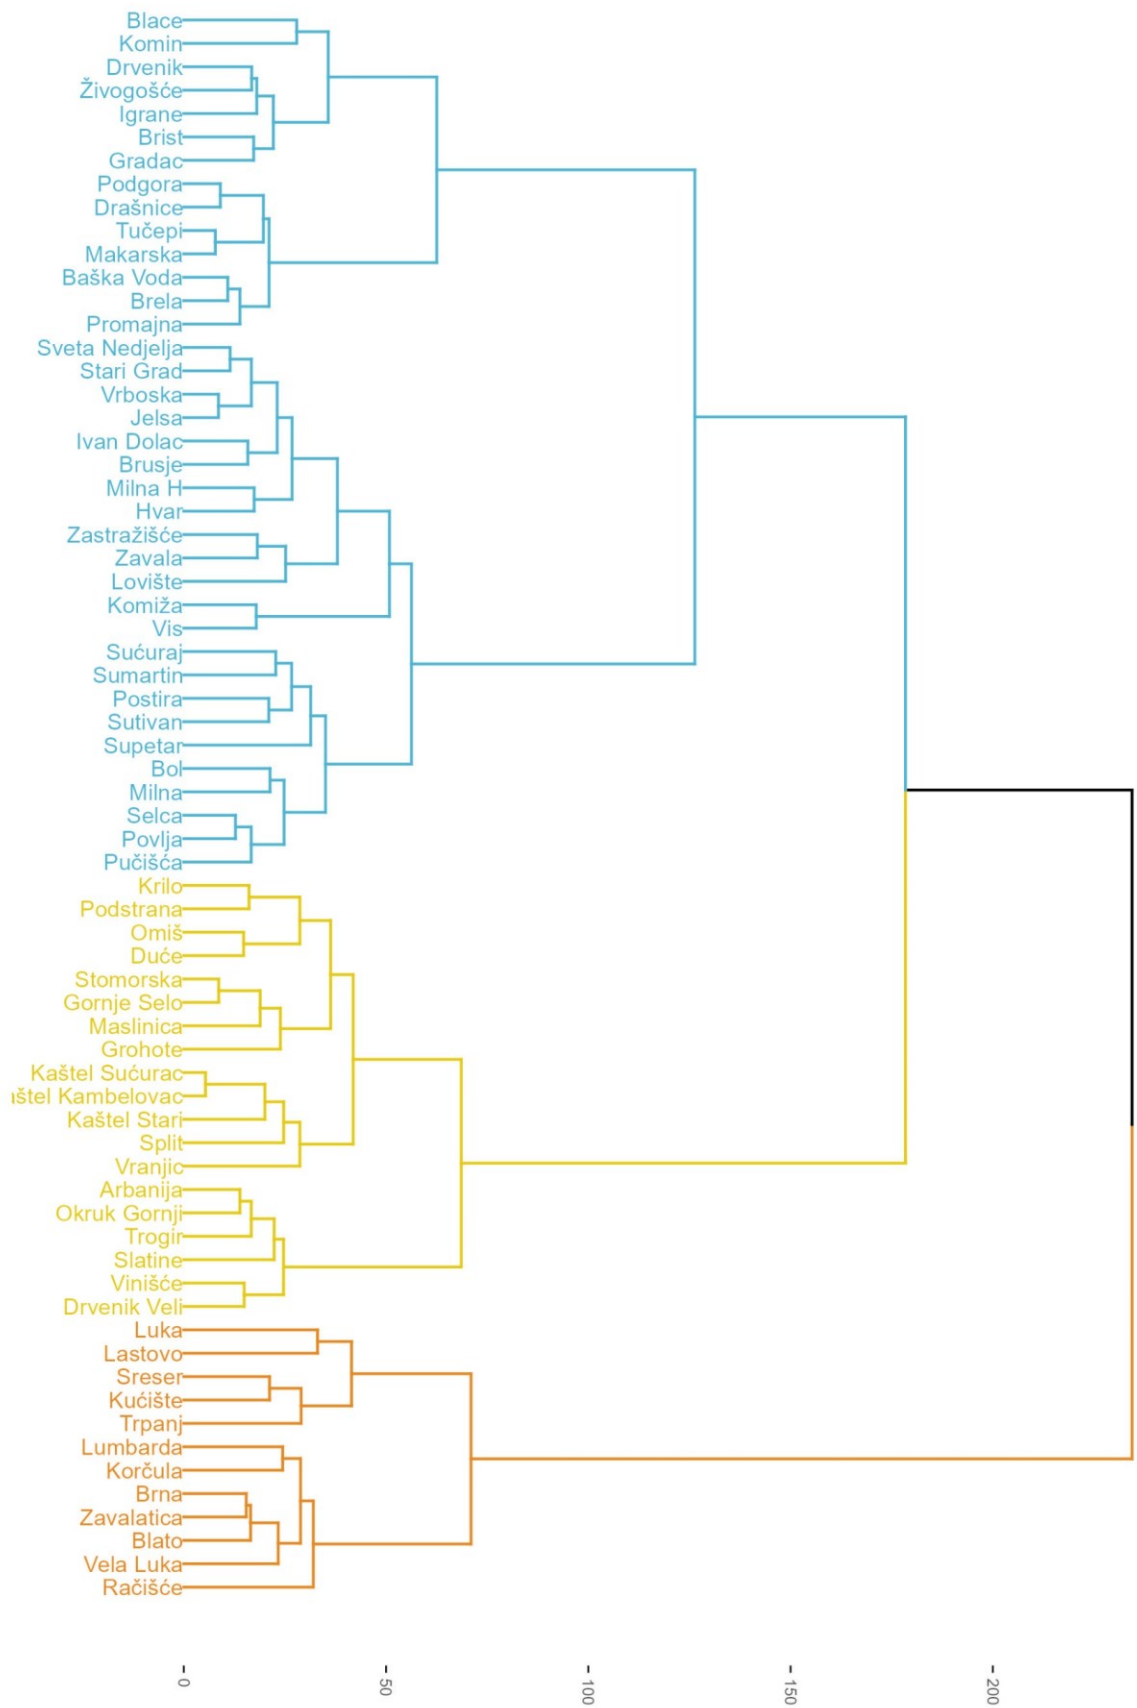 Blace
Komin
Drvenik
Živogošće
Igrane
Brist
Gradac
Podgora
Drašnice
Tučepi
Makarska
Baška Voda
Brela
Promajna
Sveta Nedjelja
Stari Grad
Vrboska
Jelsa
Ivan Dolac
Brusje
Milna H
Hvar
Zastražišće
Zavala
Lovište
Komiža
Vis
Sućuraj
Sumartin
Postira
Sutivan
Supetar
Bol
Milna
Selca
Povlja
Pučišća
Krilo
Podstrana
Omiš
Duće
Stomorska
Gornje Selo
Maslinica
Grohote
Kaštel Sućurac
štel Kambelovac
Kaštel Stari
Split
Vranjic
Arbanija
Okruk Gornji
Trogir
Slatine
Vinišće
Drvenik Veli
Luka
Lastovo
Sreser
Kućište
Trpanj
Lumbarda
Korčula
Brna
Zavalatica
Blato
Vela Luka
Račišće
0 50 100 150 200